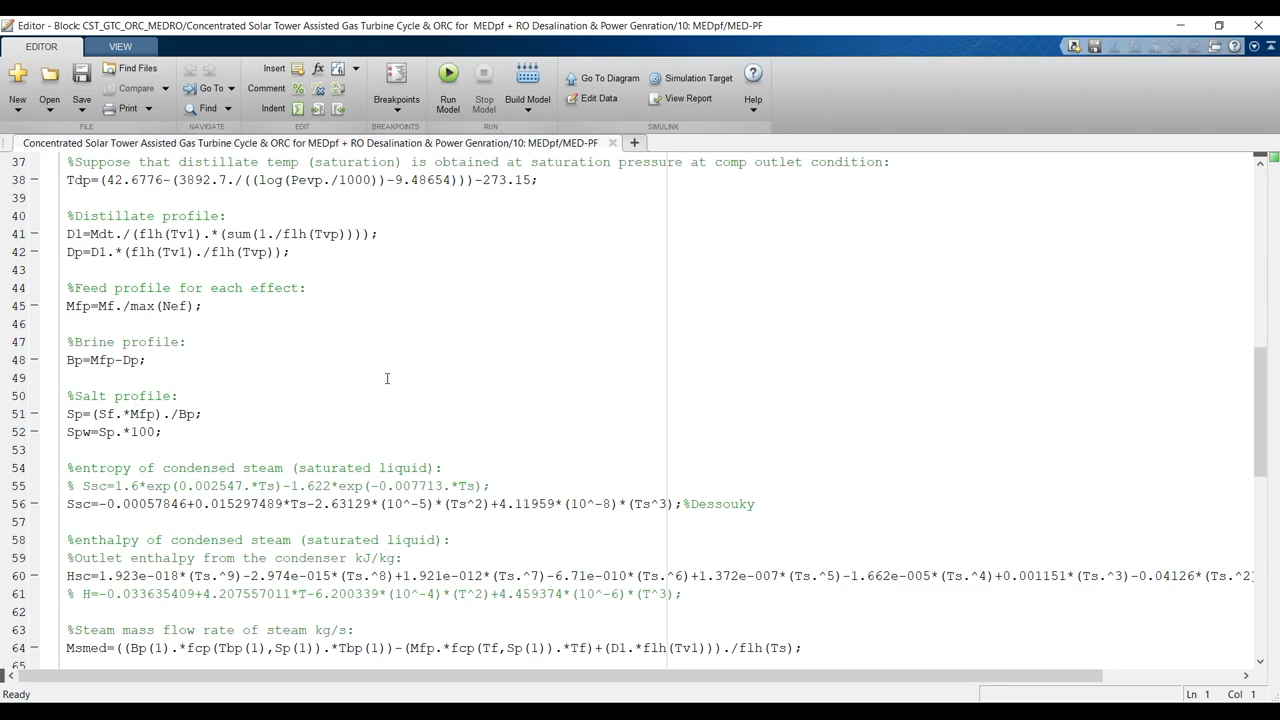 Editor - Block: CST_GTC_ORC_MEDRO/Concentrated Solar Tower Assisted Gas Turbine Cycle & ORC for MEDpf + RO Desalination & Power Genration/10: MEDpf/MED-PF
EDITOR VIEW
Find Files Insert Go To Diagram Simulation Target
Compare Go To Comment Edit Data View Report
New Open Save Print Find Indent Breakpoints Run Model Stop Model Build Model Help
FILE NAVIGATE EDIT BREAKPOINTS RUN SIMULINK
Concentrated Solar Tower Assisted Gas Turbine Cycle & ORC for MEDpf + RO Desalination & Power Genration/10: MEDpf/MED-PF
37 %Suppose that distillate temp (saturation) is obtained at saturation pressure at comp outlet condition:
38 Tdp=(42.6776-(3892.7./((log(Pevp./1000))-9.48654)))-273.15;
39
40 %Distillate profile:
41 D1=Mdt./(flh(Tv1).*(sum(1./flh(Tvp))));
42 Dp=D1.*(flh(Tv1)./flh(Tvp));
43
44 %Feed profile for each effect:
45 Mfp=Mf./max(Nef);
46
47 %Brine profile:
48 Bp=Mfp-Dp;
49
50 %Salt profile:
51 Sp=(Sf.*Mfp)./Bp;
52 Spw=Sp.*100;
53
54 %entropy of condensed steam (saturated liquid):
55 % Ssc=1.6*exp(0.002547.*Ts)-1.622*exp(-0.007713.*Ts);
56 Ssc=-0.00057846+0.015297489*Ts-2.63129*(10^-5)*(Ts^2)+4.11959*(10^-8)*(Ts^3);%Dessouky
57
58 %enthalpy of condensed steam (saturated liquid):
59 %Outlet enthalpy from the condenser kJ/kg:
60 Hsc=1.923e-018*(Ts.^9)-2.974e-015*(Ts.^8)+1.921e-012*(Ts.^7)-6.71e-010*(Ts.^6)+1.372e-007*(Ts.^5)-1.662e-005*(Ts.^4)+0.001151*(Ts.^3)-0.04126*(Ts.^2)
61 % H=-0.033635409+4.207557011*T-6.200339*(10^-4)*(T^2)+4.459374*(10^-6)*(T^3);
62
63 %Steam mass flow rate of steam kg/s:
64 Msmed=((Bp(1).*fcp(Tbp(1),Sp(1)).*Tbp(1))-(Mfp.*fcp(Tf,Sp(1)).*Tf)+(D1.*flh(Tv1)))./flh(Ts);
65
Ready Ln 1 Col 1